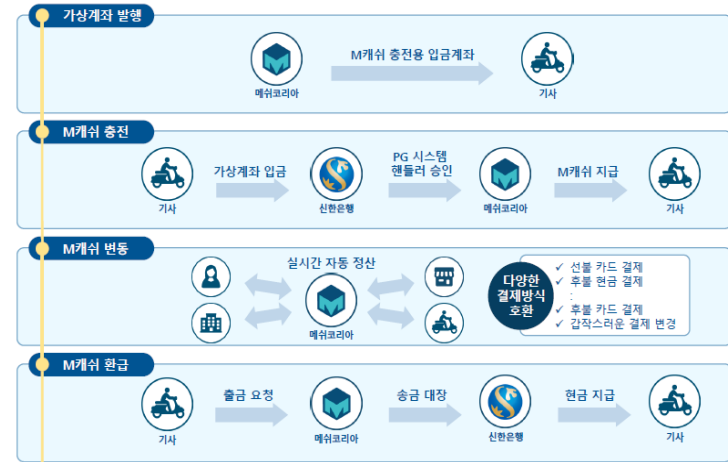 가상계좌 발행
M캐쉬 충전용 입금계좌
메쉬코리아
기사
M캐쉬 충전
가상계좌 입금
PG 시스템
핸들러 승인
M캐쉬 지급
기사
신한은행
메쉬코리아
기사
M캐쉬 변동
실시간 자동 정산
메쉬코리아
다양한
결제방식
호환
✓ 선불 카드 결제
✓ 후불 현금 결제
:
✓ 후불 카드 결제
✓ 갑작스러운 결제 변경
M캐쉬 환급
출금 요청
송금 대장
현금 지급
기사
메쉬코리아
신한은행
기사